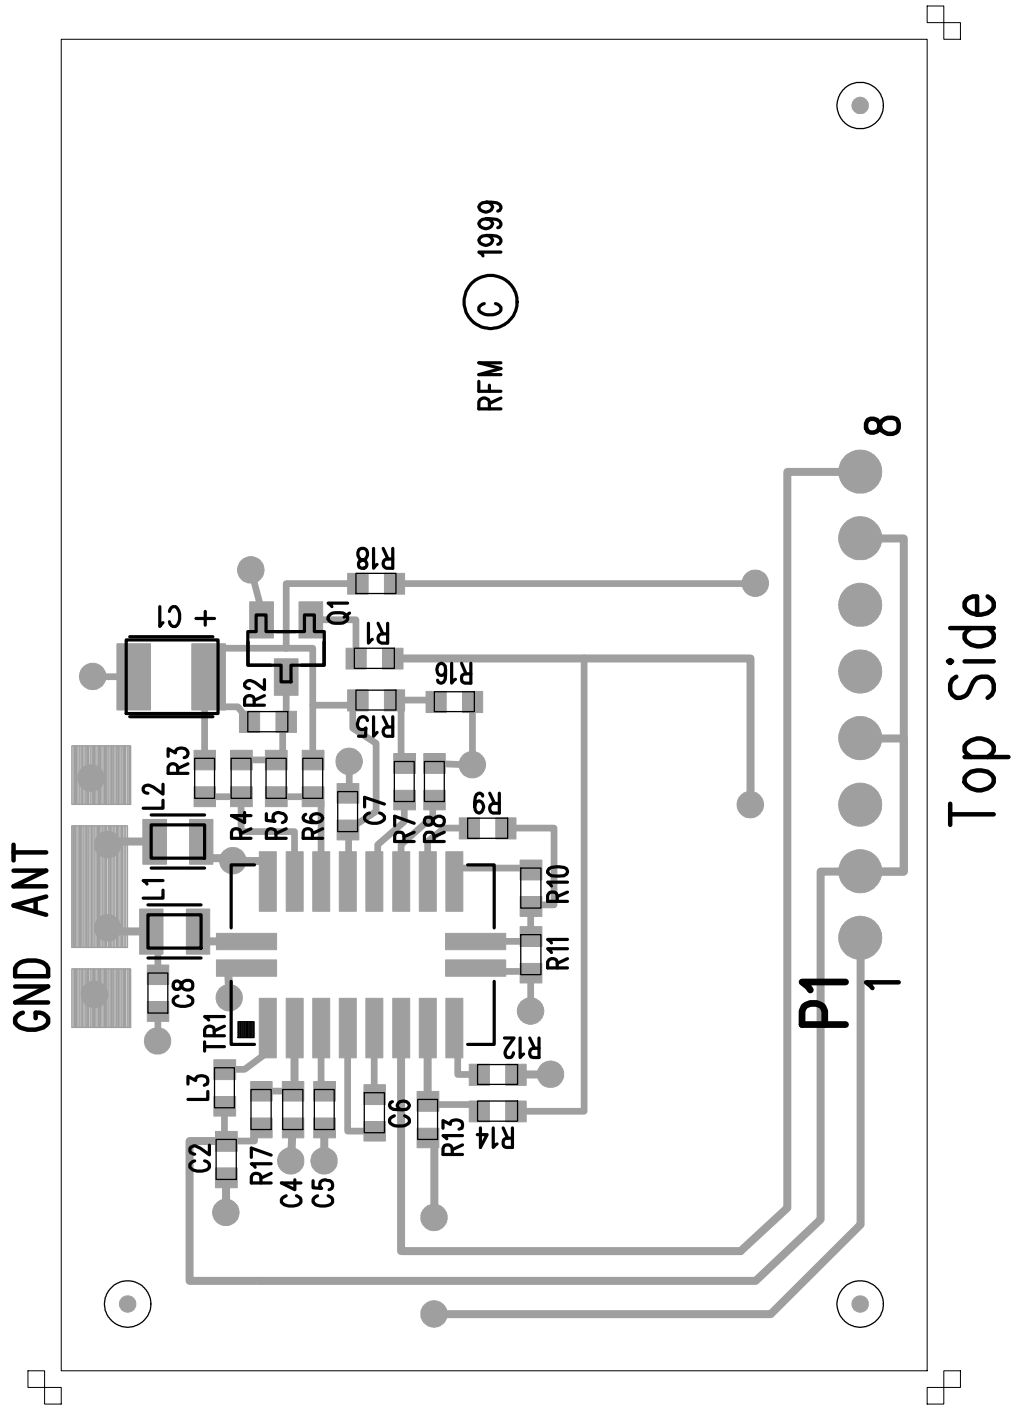 RFM © 1999
8
R18
C1 +
Q1
R1
R16
R2
R15
R3
L2
R4
R5
R6
C7
R7
R8
R9
GND ANT
L1
R10
R11
C8
TR1
P1
1
Top Side
R12
L3
C6
R13
R14
C2
R17
C4
C5